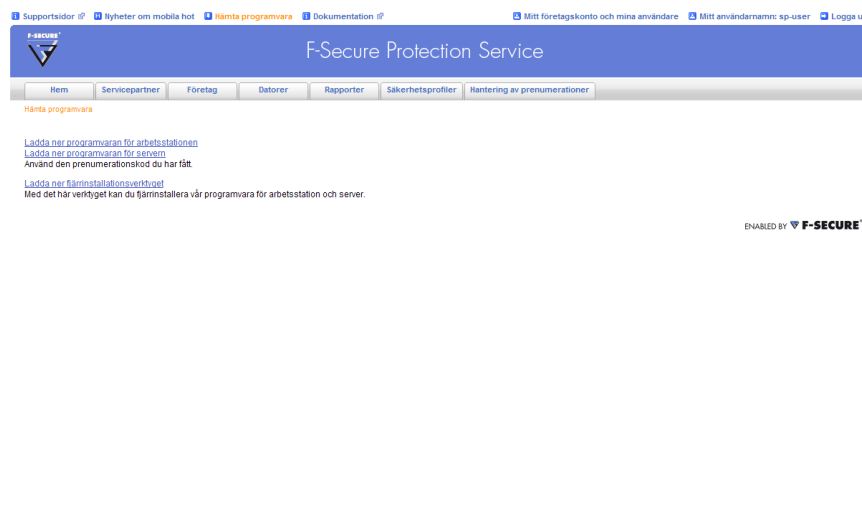 Supportsidor Nyheter om mobila hot Hämta programvara Dokumentation Mitt företagskonto och mina användare Mitt användarnamn: sp-user Logga u
F-SECURE
F-Secure Protection Service
Hem Servicepartner Företag Datorer Rapporter Säkerhetsprofiler Hantering av prenumerationer
Hämta programvara
Ladda ner programvaran för arbetsstationen
Ladda ner programvaran för servern
Använd den prenumerationskod du har fått.
Ladda ner fjärrinstallationsverktyget
Med det här verktyget kan du fjärrinstallera vår programvara för arbetsstation och server.
ENABLED BY F-SECURE